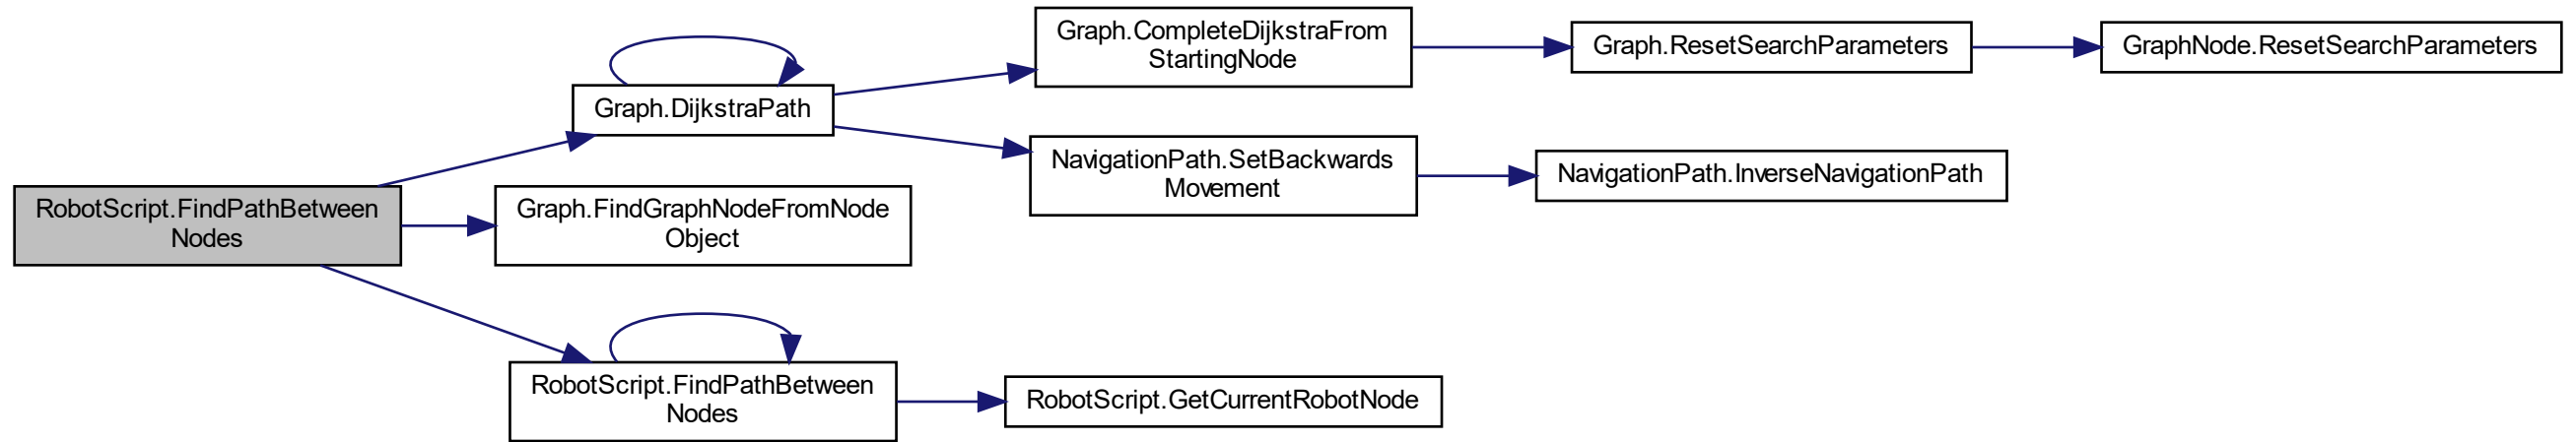 Graph.CompleteDijkstraFrom
StartingNode
Graph.ResetSearchParameters
GraphNode.ResetSearchParameters
Graph.DijkstraPath
NavigationPath.SetBackwards
Movement
NavigationPath.InverseNavigationPath
RobotScript.FindPathBetween
Nodes
Graph.FindGraphNodeFromNode
Object
RobotScript.FindPathBetween
Nodes
RobotScript.GetCurrentRobotNode